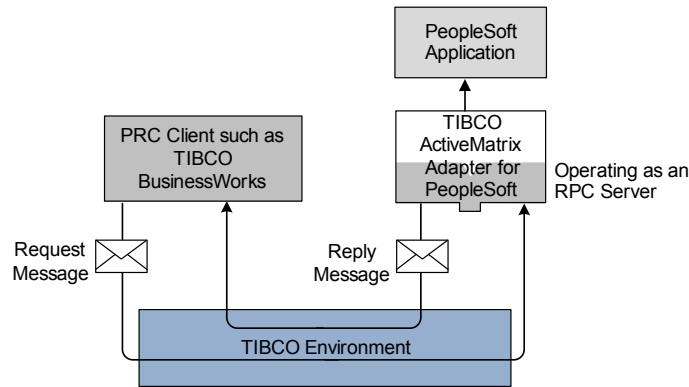 PeopleSoft
Application
PRC Client such as
TIBCO
BusinessWorks
TIBCO
ActiveMatrix
Adapter for
PeopleSoft
Operating as an
RPC Server
Request
Message
Reply
Message
TIBCO Environment